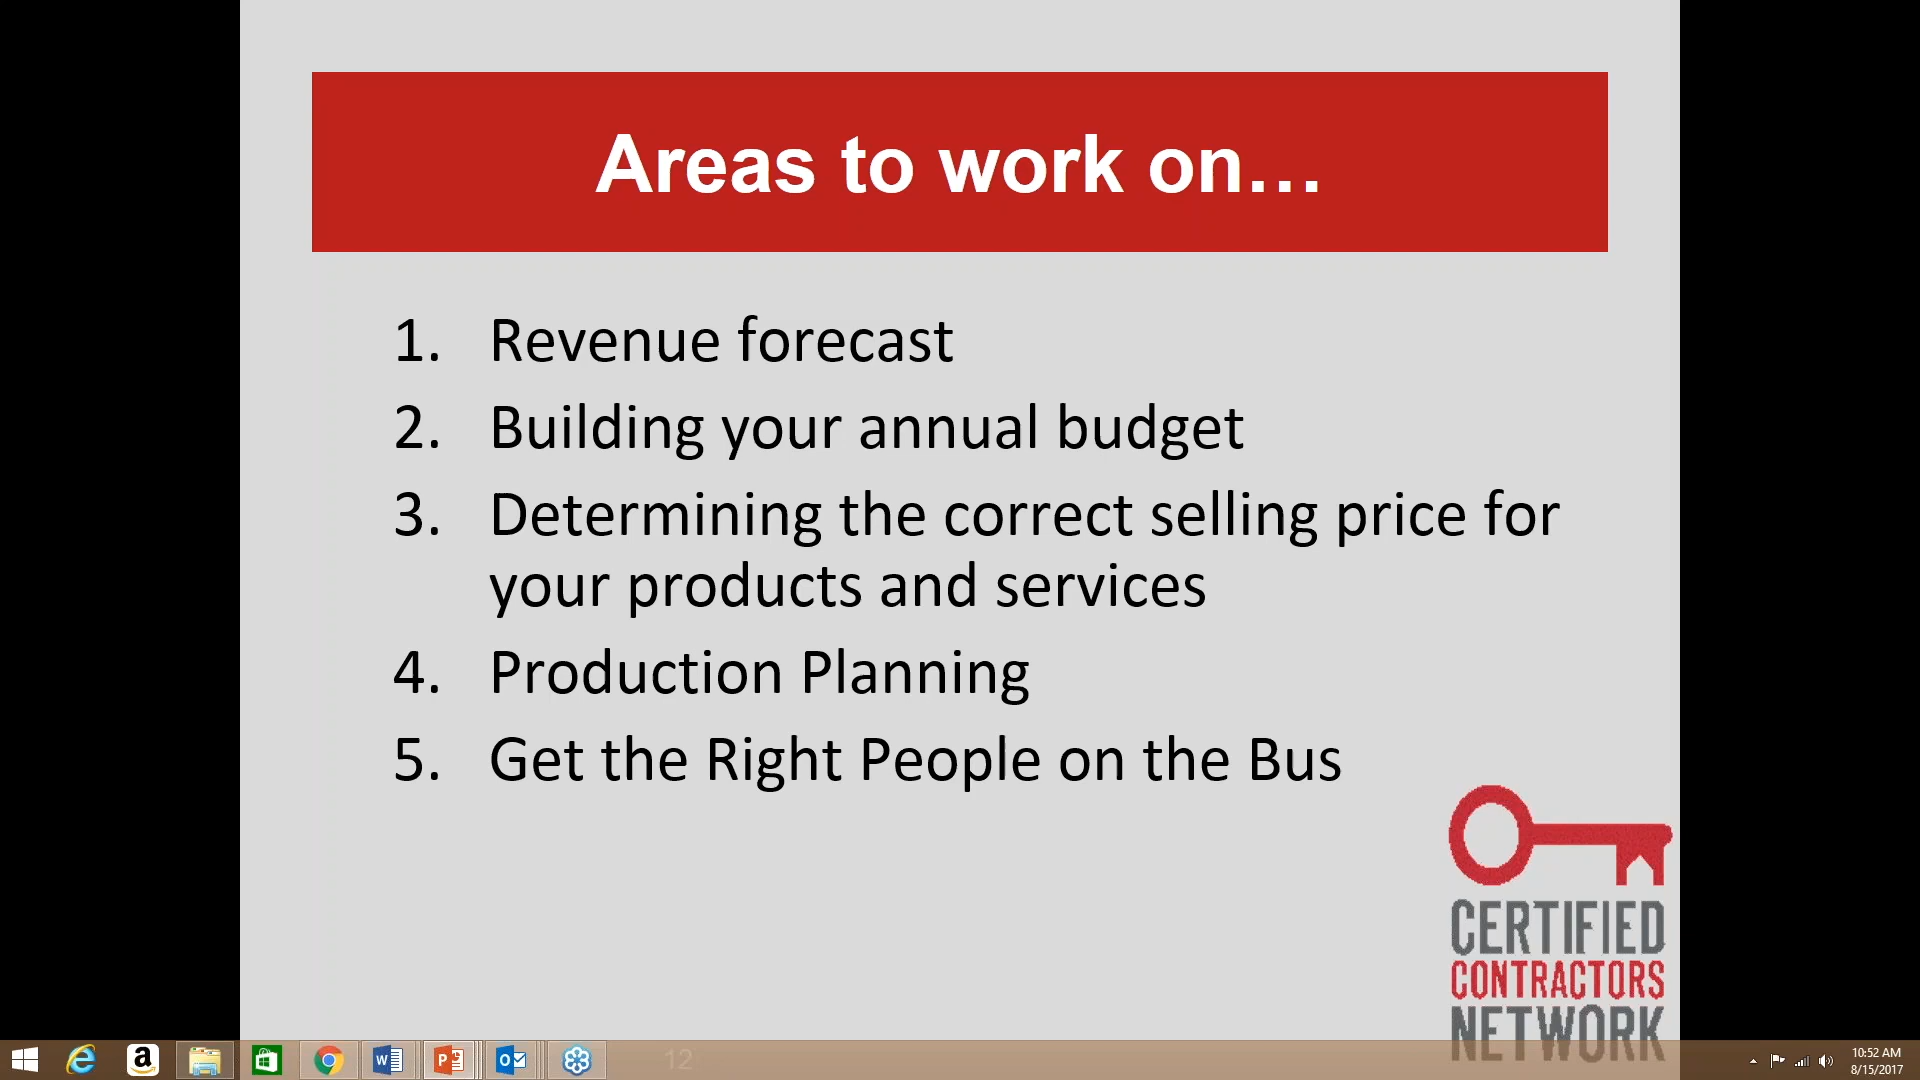 Areas to work on…
1. Revenue forecast
2. Building your annual budget
3. Determining the correct selling price for
your products and services
4. Production Planning
5. Get the Right People on the Bus
CERTIFIED
CONTRACTORS
NETWORK
12
10:52 AM
8/15/2017